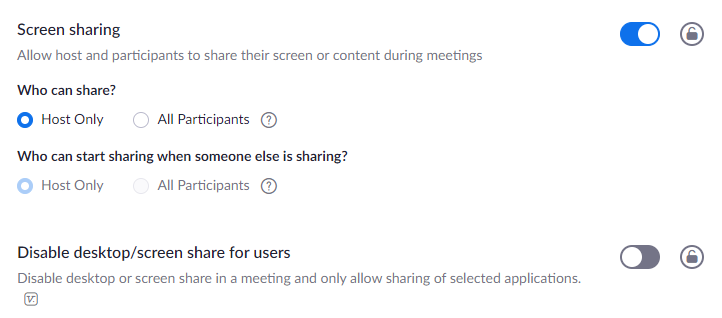 Screen sharing
Allow host and participants to share their screen or content during meetings
Who can share?
Host Only All Participants ?
Who can start sharing when someone else is sharing?
Host Only All Participants ?
Disable desktop/screen share for users
Disable desktop or screen share in a meeting and only allow sharing of selected applications.
V